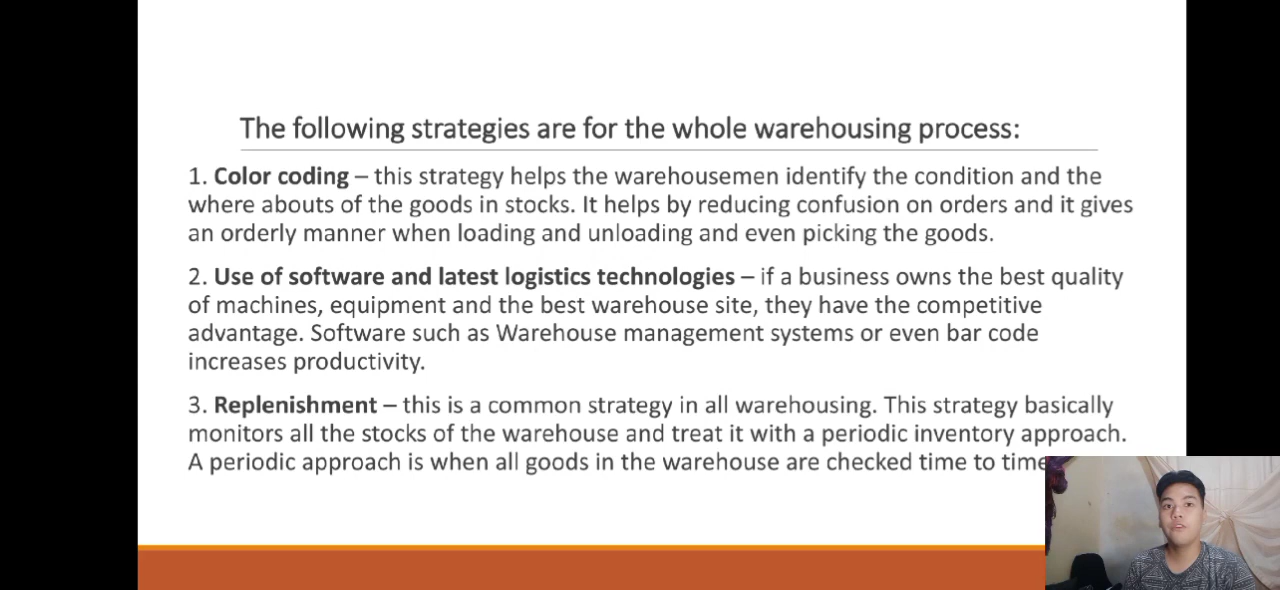 The following strategies are for the whole warehousing process:
1. Color coding – this strategy helps the warehousemen identify the condition and the
where abouts of the goods in stocks. It helps by reducing confusion on orders and it gives
an orderly manner when loading and unloading and even picking the goods.
2. Use of software and latest logistics technologies – if a business owns the best quality
of machines, equipment and the best warehouse site, they have the competitive
advantage. Software such as Warehouse management systems or even bar code
increases productivity.
3. Replenishment – this is a common strategy in all warehousing. This strategy basically
monitors all the stocks of the warehouse and treat it with a periodic inventory approach.
A periodic approach is when all goods in the warehouse are checked time to time